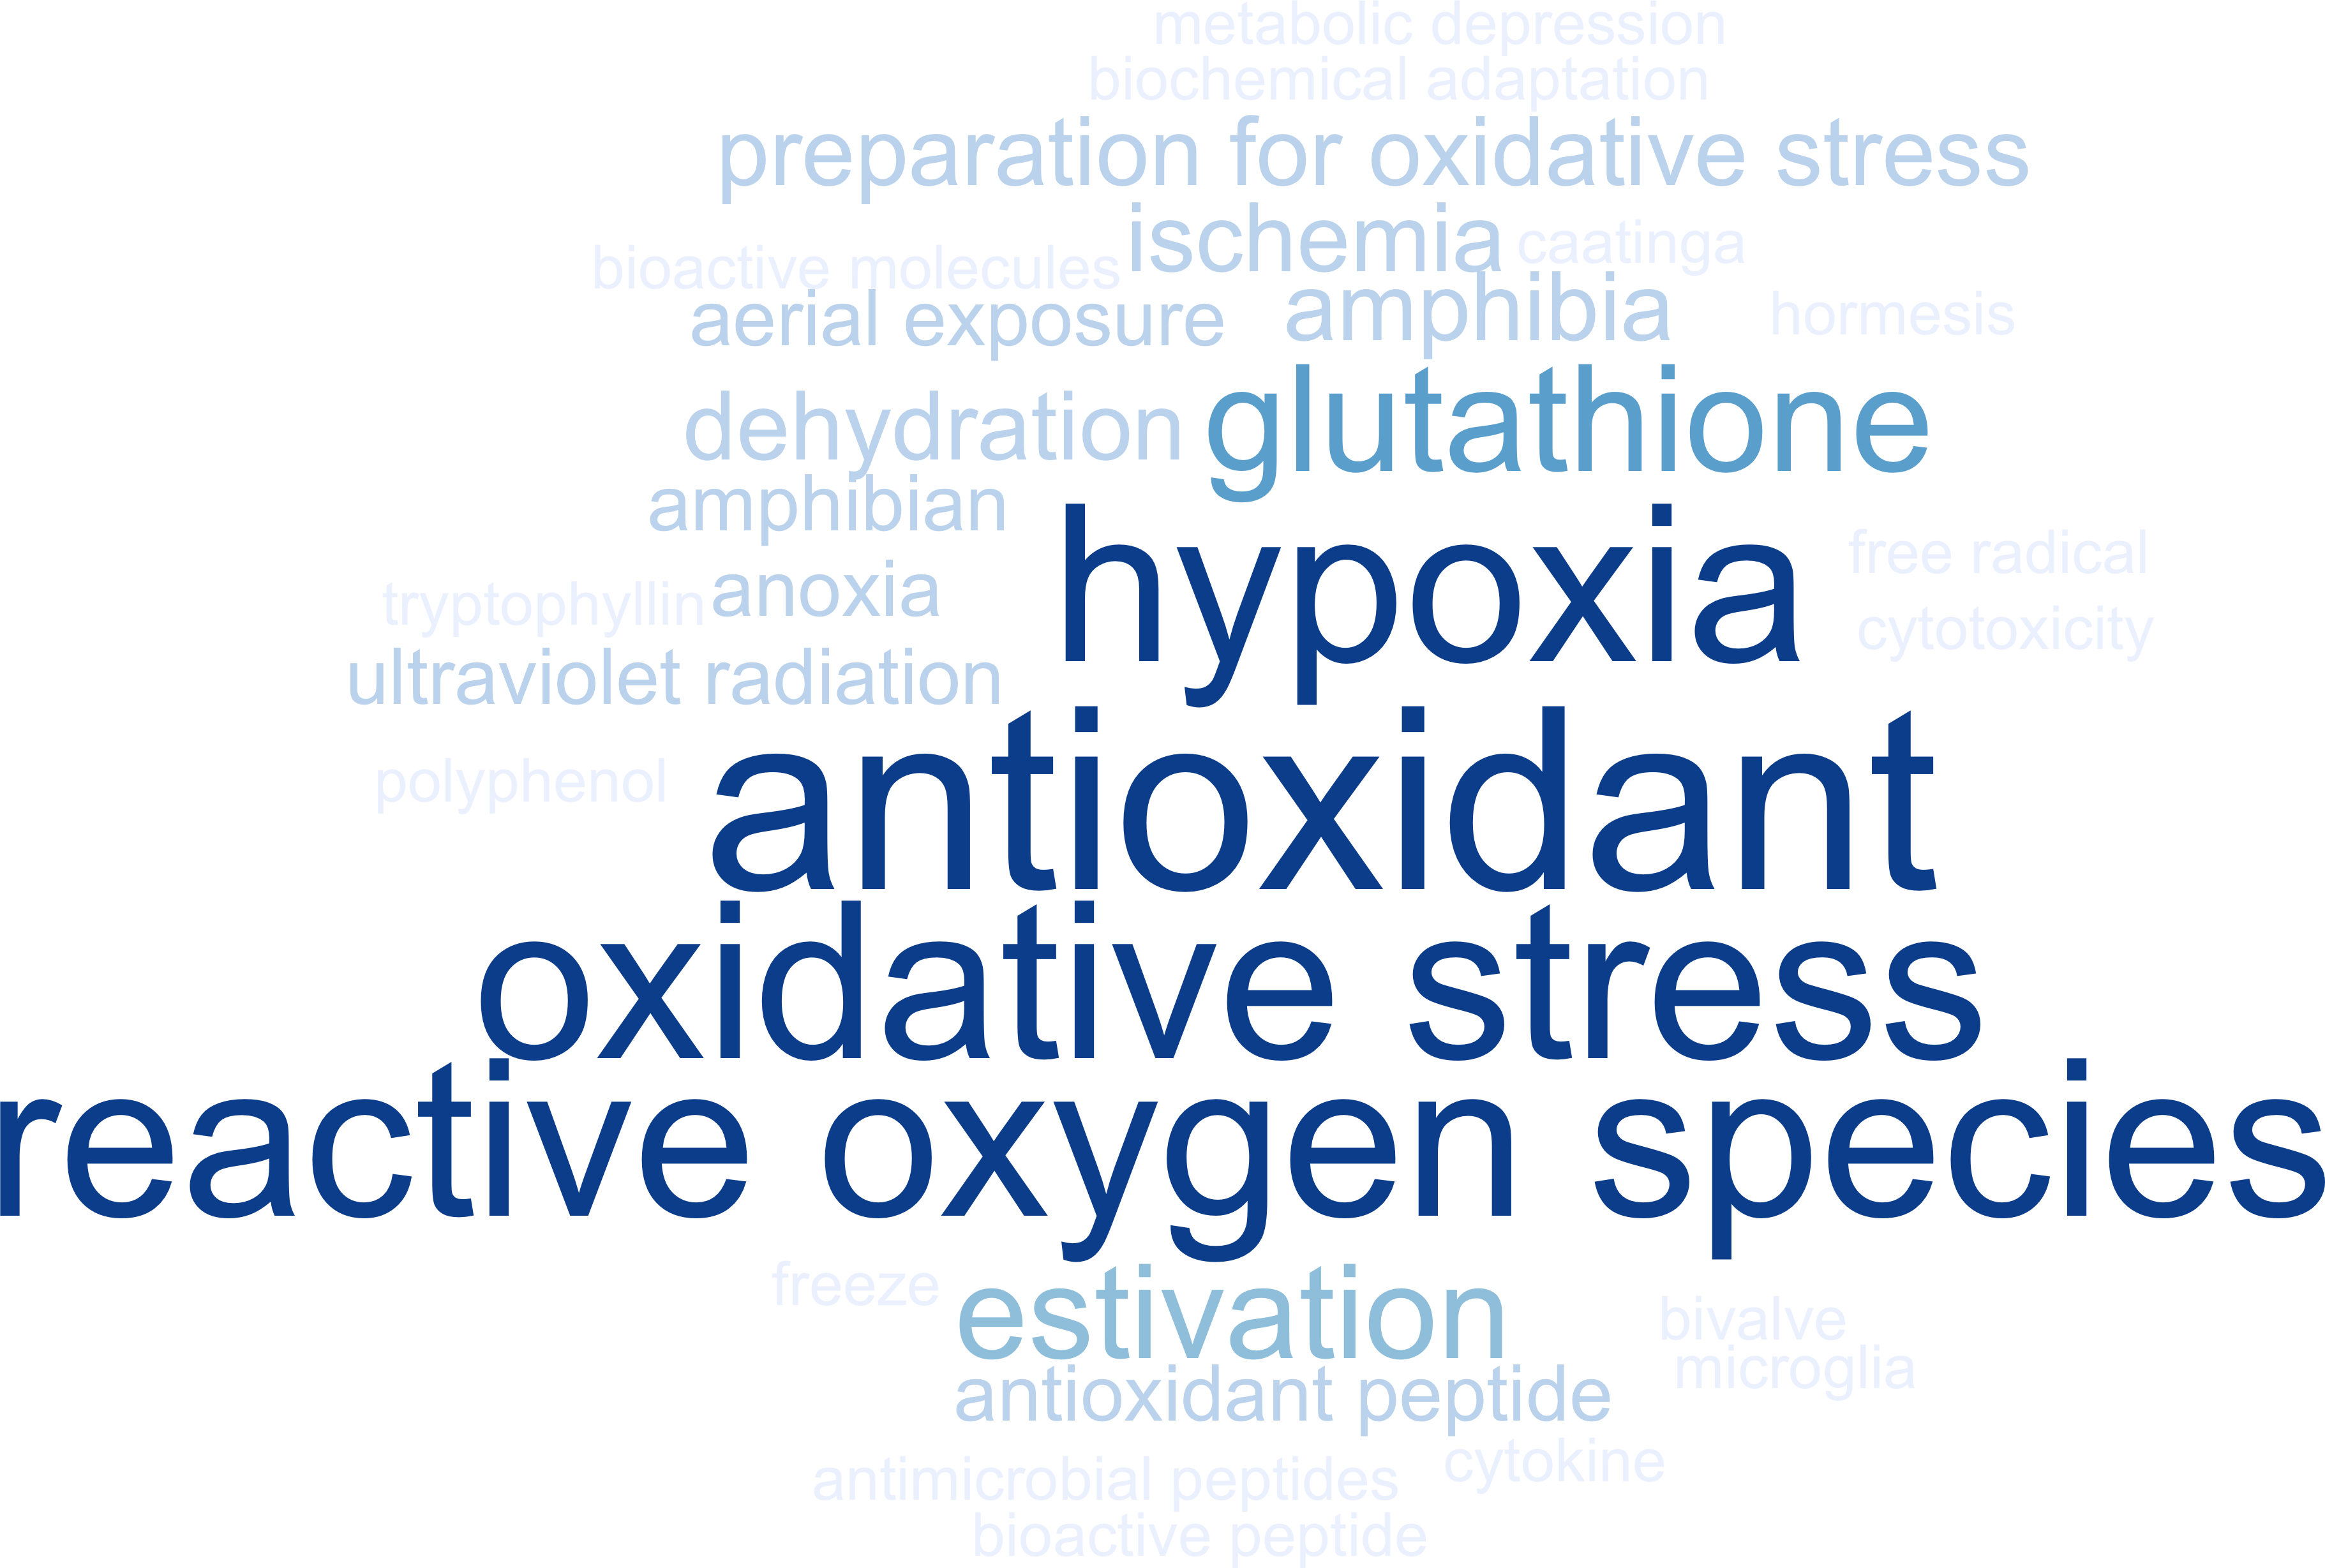 metabolic depression
biochemical adaptation
preparation for oxidative stress
ischemia
caatinga
bioactive molecules
aerial exposure
amphibia
hormesis
dehydration
glutathione
amphibian
hypoxia
free radical
tryptophyllin
anoxia
cytotoxicity
ultraviolet radiation
polyphenol
antioxidant
oxidative stress
reactive oxygen species
freeze
estivation
bivalve
microglia
antioxidant peptide
cytokine
antimicrobial peptides
bioactive peptide